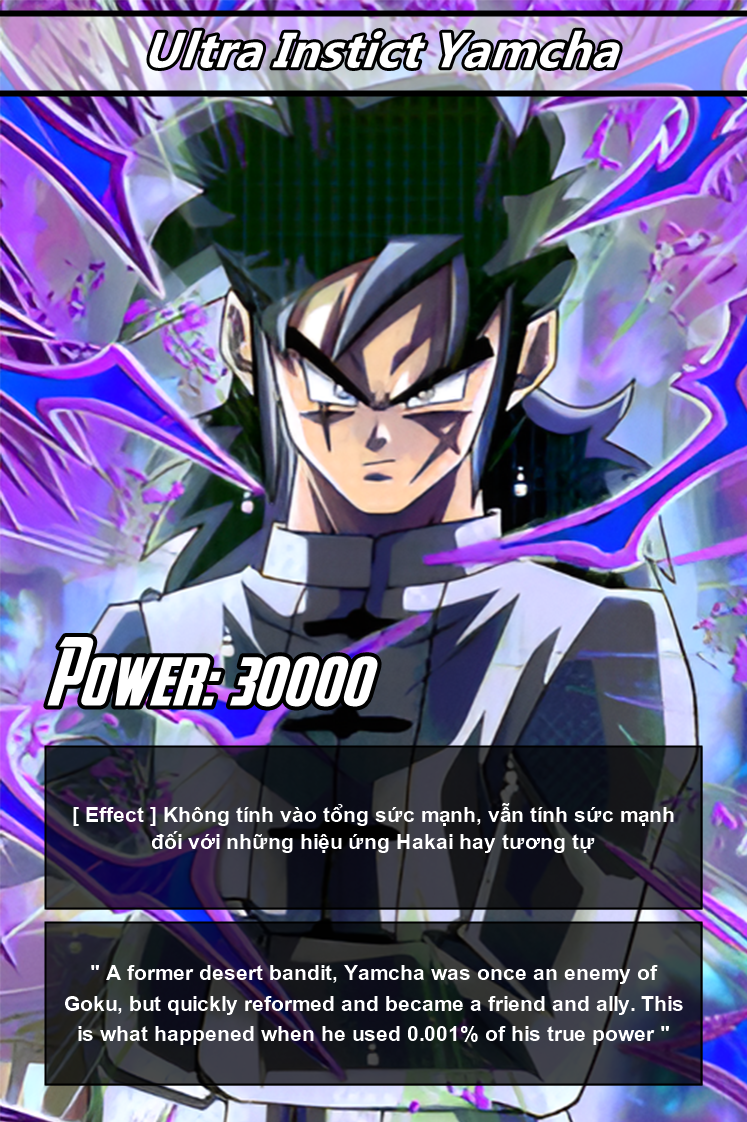 Ultra Instict Yamcha
POWER: 30000
[ Effect ] Không tính vào tổng sức mạnh, vẫn tính sức mạnh
đối với những hiệu ứng Hakai hay tương tự
" A former desert bandit, Yamcha was once an enemy of
Goku, but quickly reformed and became a friend and ally. This
is what happened when he used 0.001% of his true power "